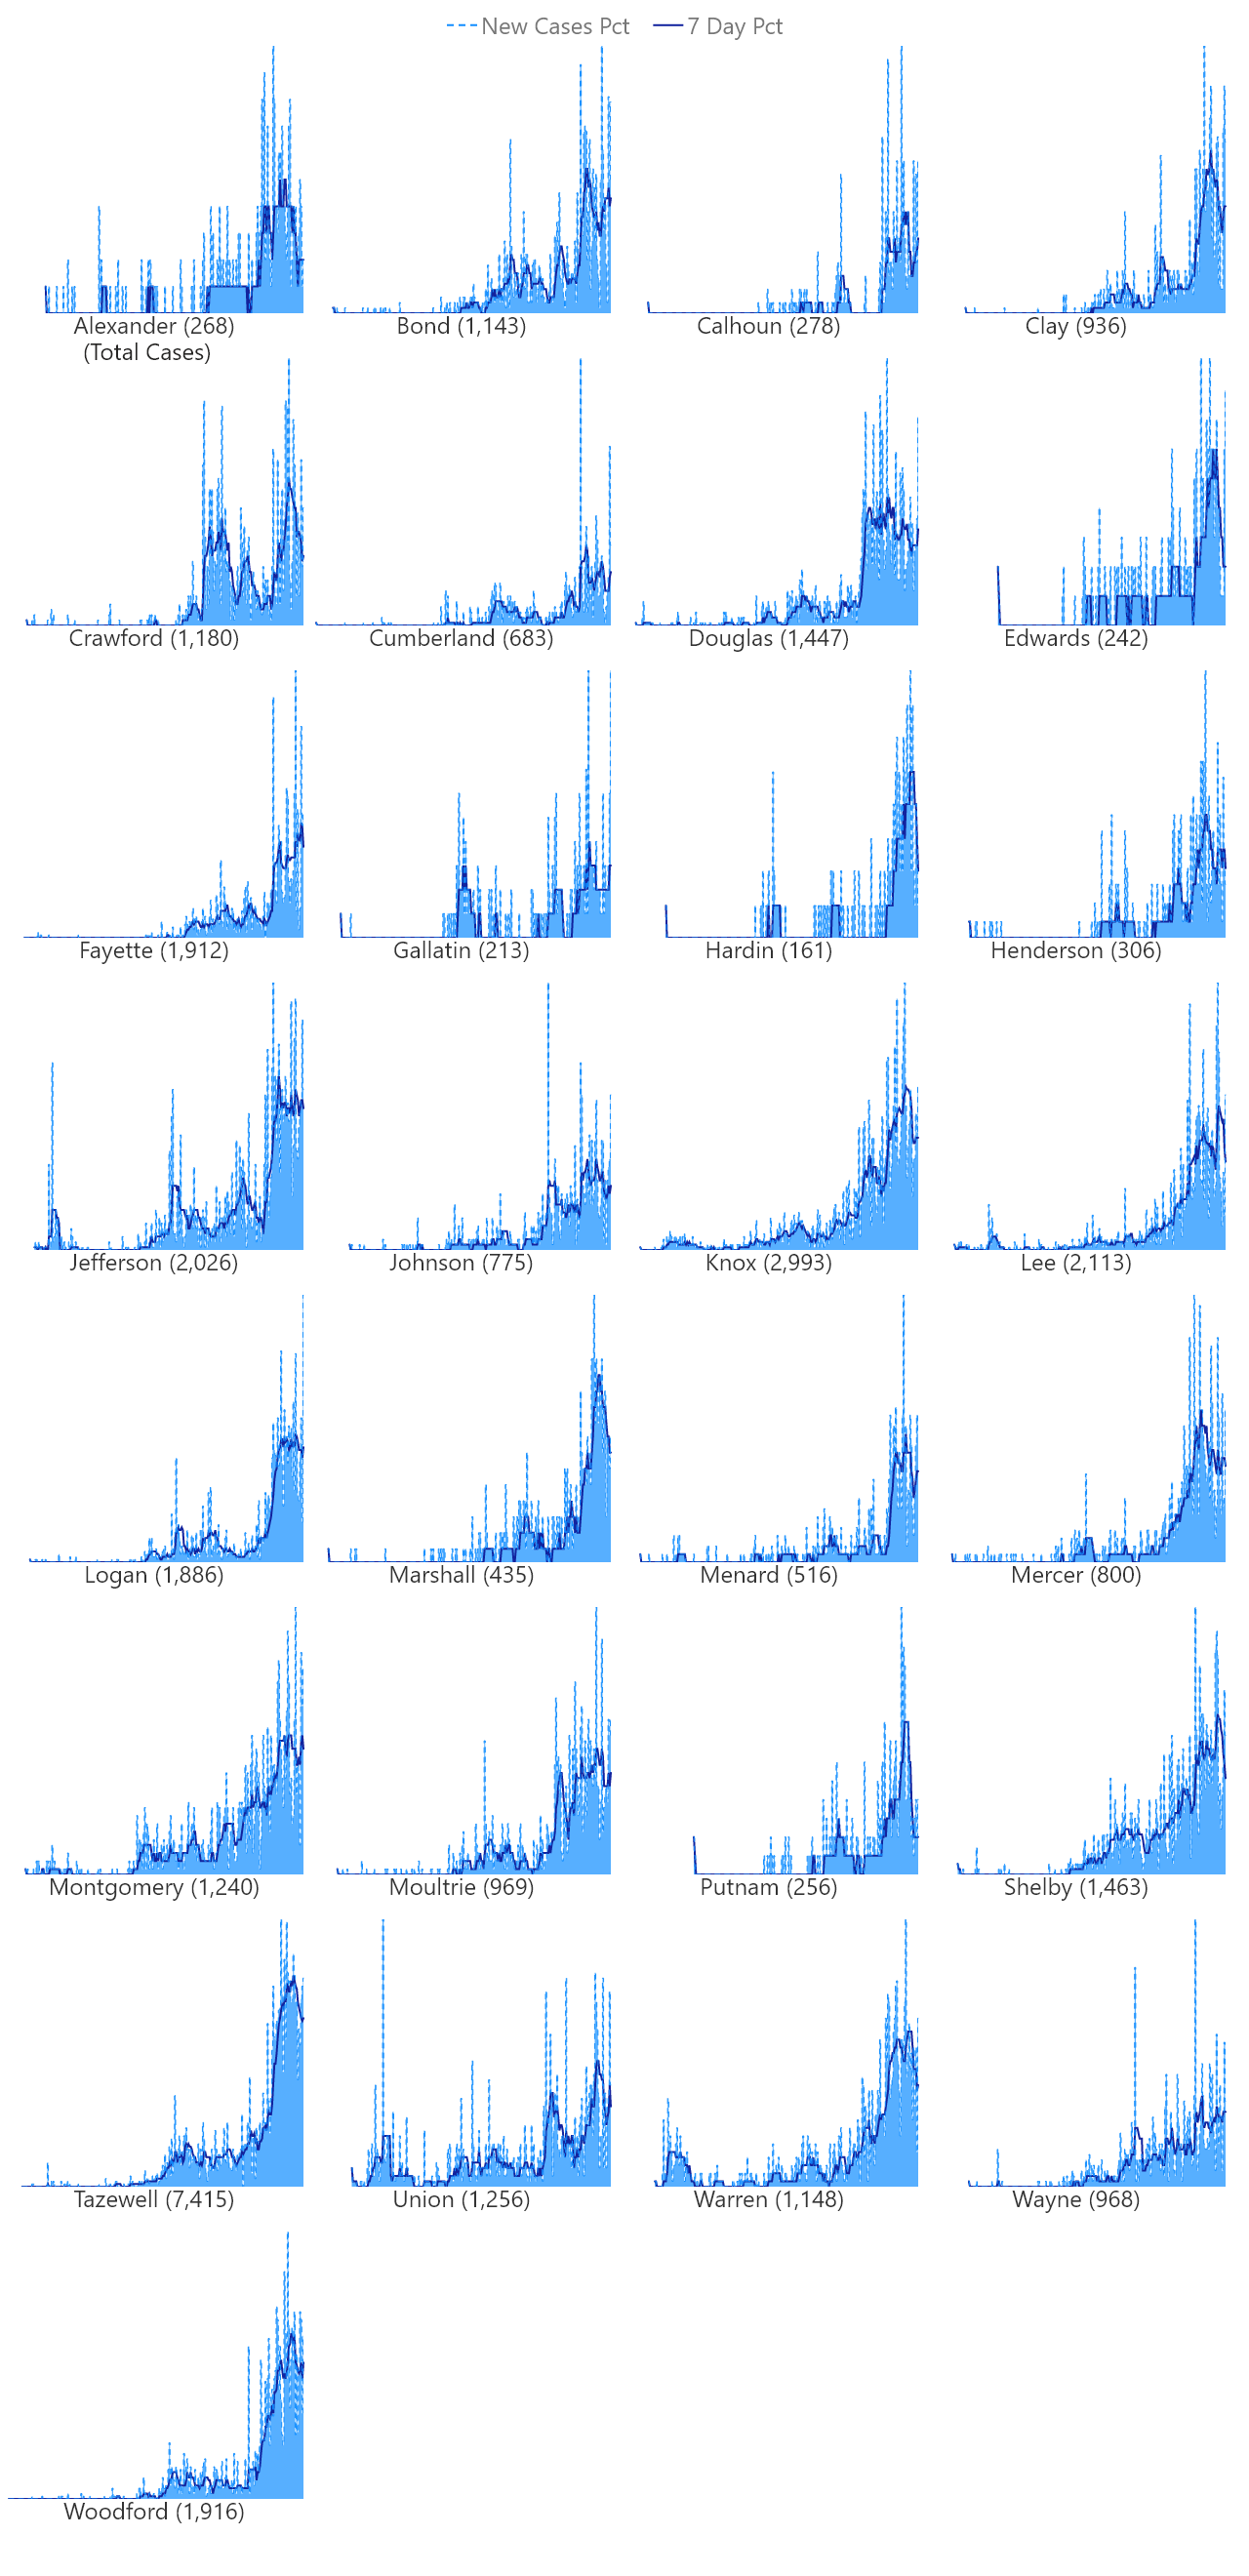 New Cases Pct 7 Day Pct
Alexander (268) Bond (1,143) Calhoun (278) Clay (936)
(Total Cases)
Crawford (1,180) Cumberland (683) Douglas (1,447) Edwards (242)
Fayette (1,912) Gallatin (213) Hardin (161) Henderson (306)
Jefferson (2,026) Johnson (775) Knox (2,993) Lee (2,113)
Logan (1,886) Marshall (435) Menard (516) Mercer (800)
Montgomery (1,240) Moultrie (969) Putnam (256) Shelby (1,463)
Tazewell (7,415) Union (1,256) Warren (1,148) Wayne (968)
Woodford (1,916)